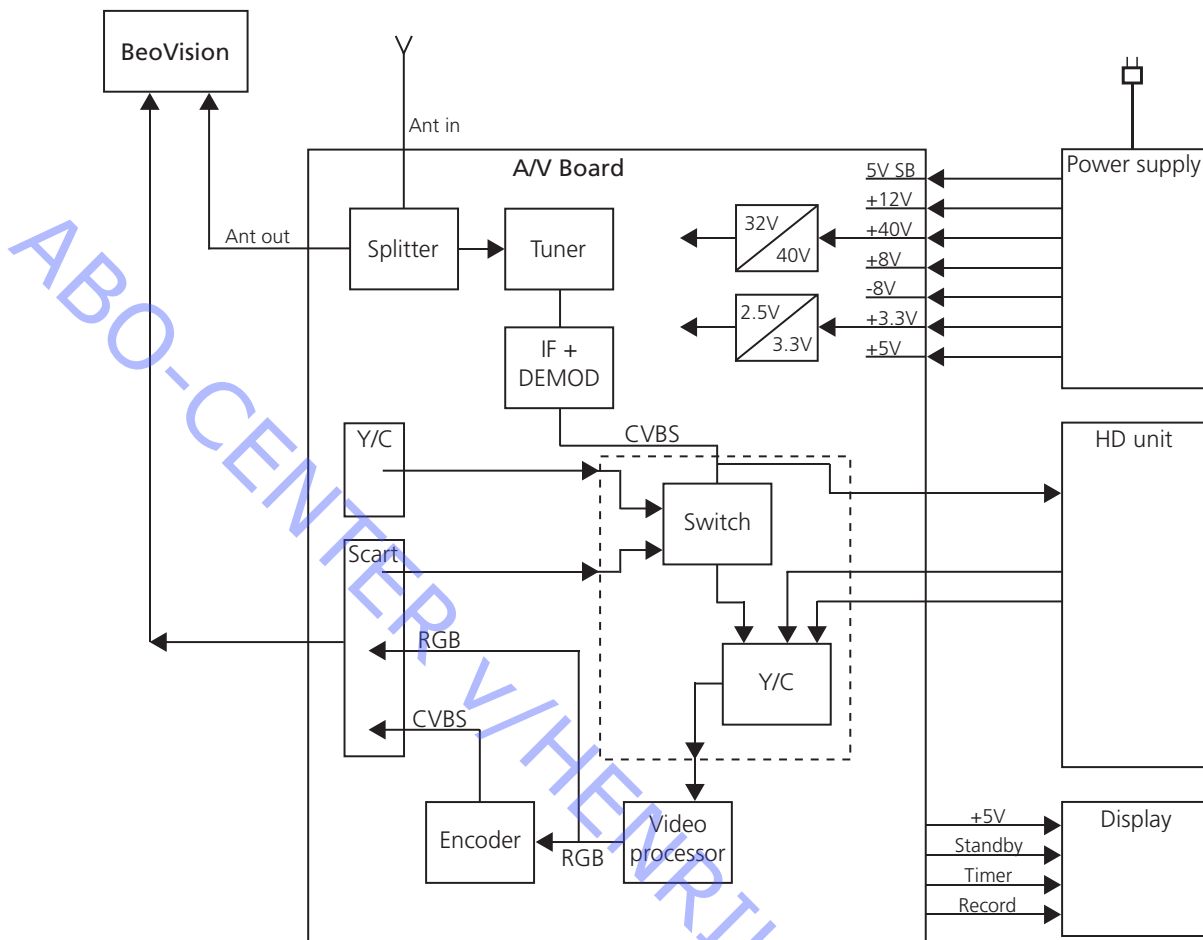 BeoVision
Ant in
A/V Board
Power supply
5V SB
+12V
+40V
+8V
-8V
+3.3V
+5V
32V
40V
2.5V
3.3V
Ant out
Splitter
Tuner
IF +
DEMOD
CVBS
Y/C
HD unit
Switch
Scart
RGB
Y/C
CVBS
Encoder
RGB
Video
processor
+5V
Standby
Timer
Record
Display
ABO-CENTER v/HENRI